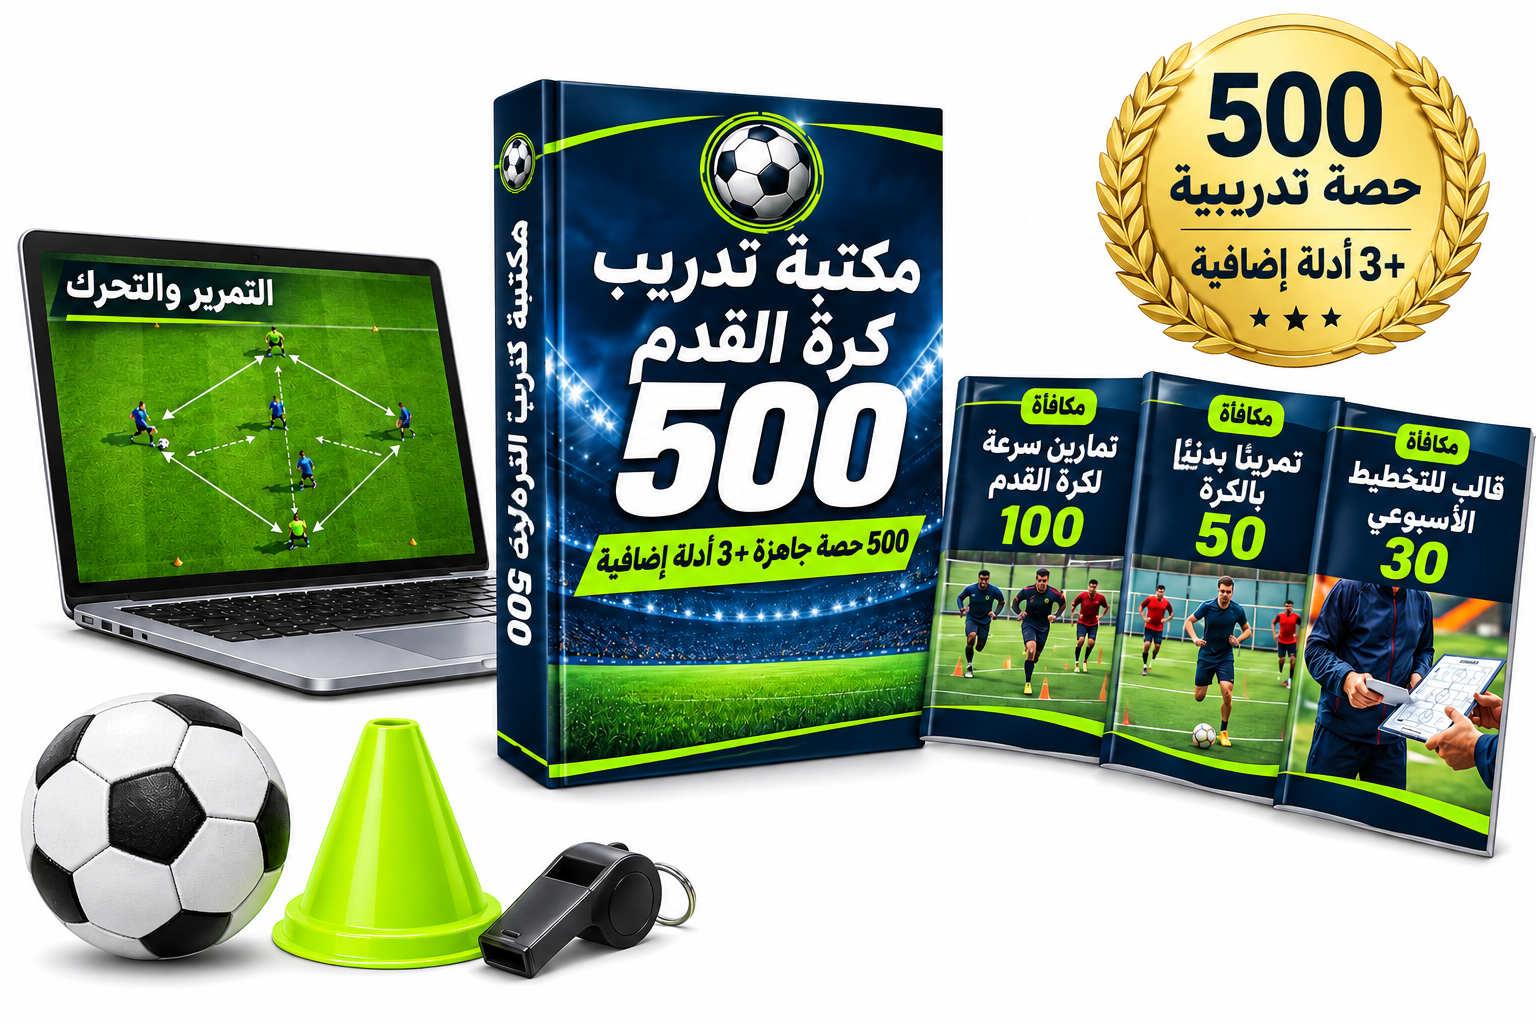 500
حصة تدريبية
+3 أدلة إضافية
مكتبة تدريب
كرة القدم
500
500 حصة جاهزة +3 أدلة إضافية
500
التمرير والتحرك
مكافأة
تمارين سرعة
لكرة القدم
100
مكافأة
بالكرة
50
مكافأة
قالب للتخطيط
الأسبوعي
30